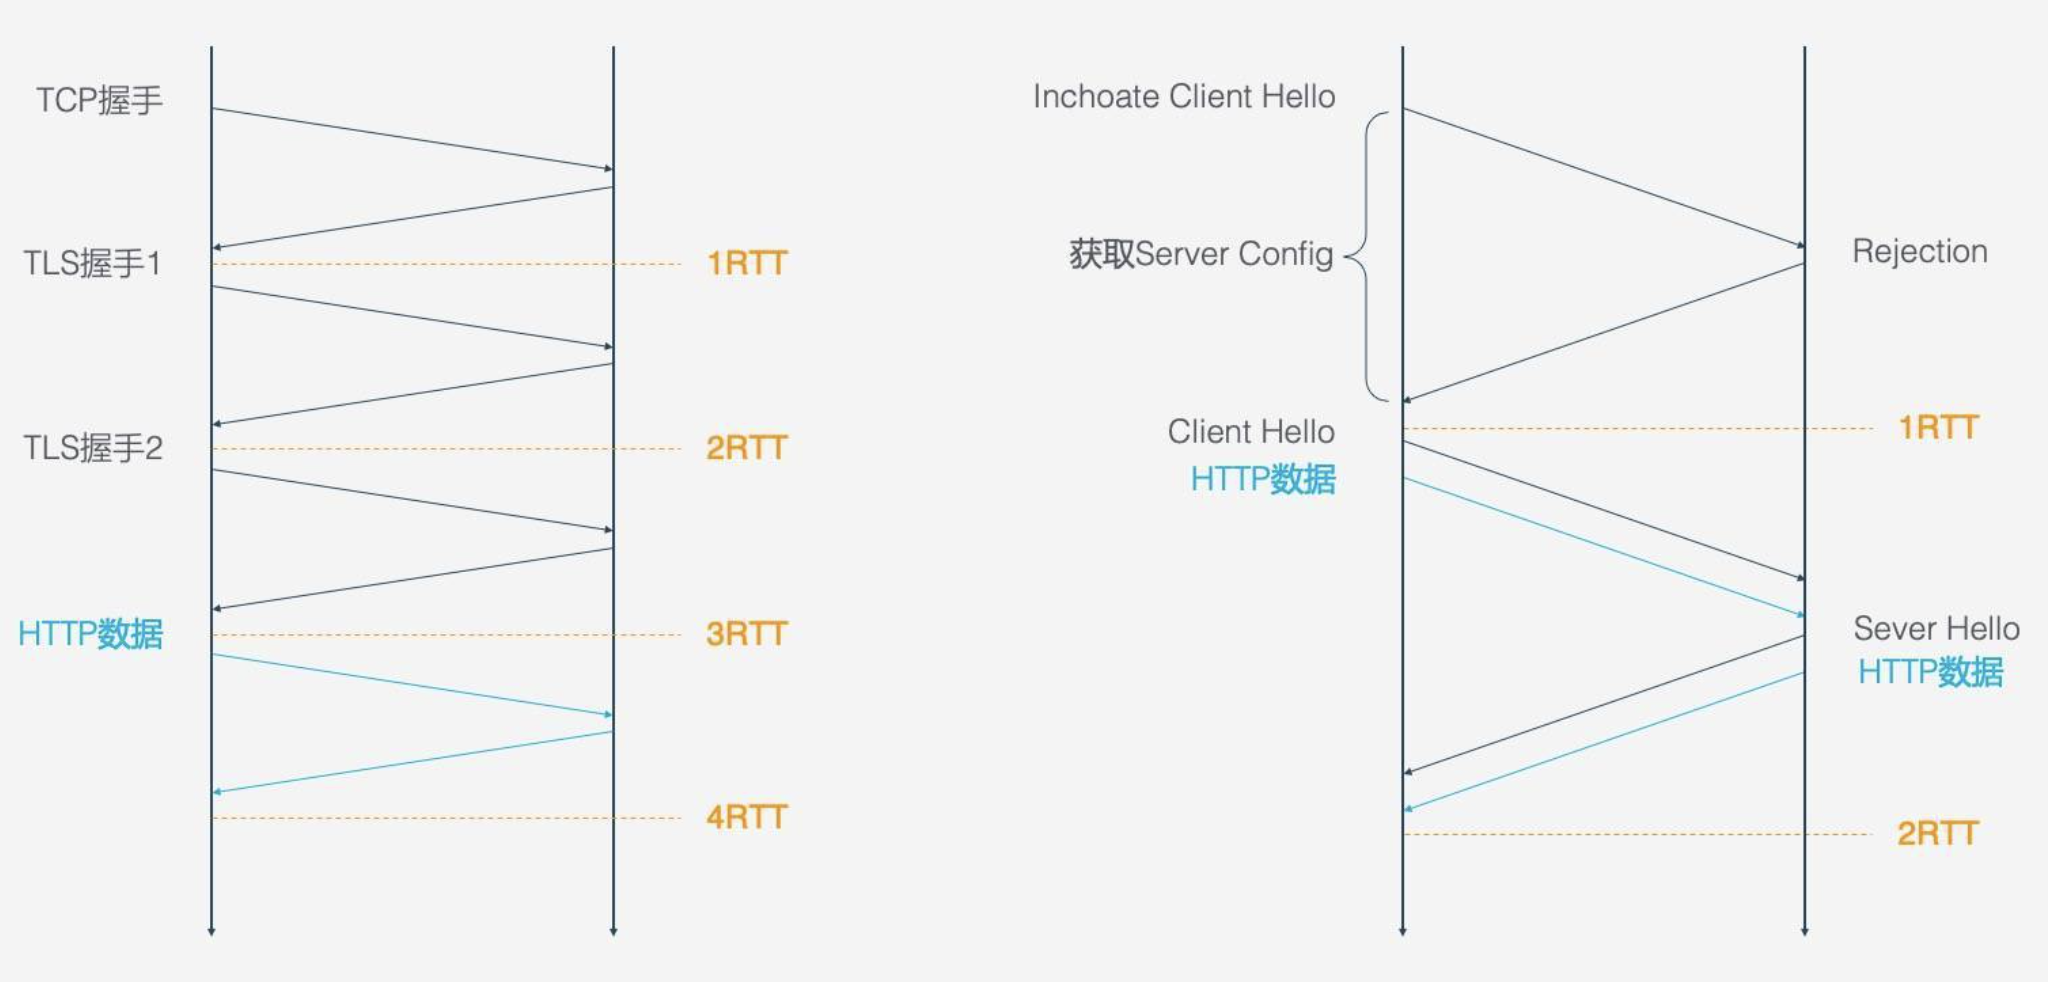 TCP握手
TLS握手1
1RTT
TLS握手2
2RTT
HTTP数据
3RTT
4RTT
Inchoate Client Hello
获取Server Config
Rejection
Client Hello
1RTT
HTTP数据
Sever Hello
HTTP数据
2RTT